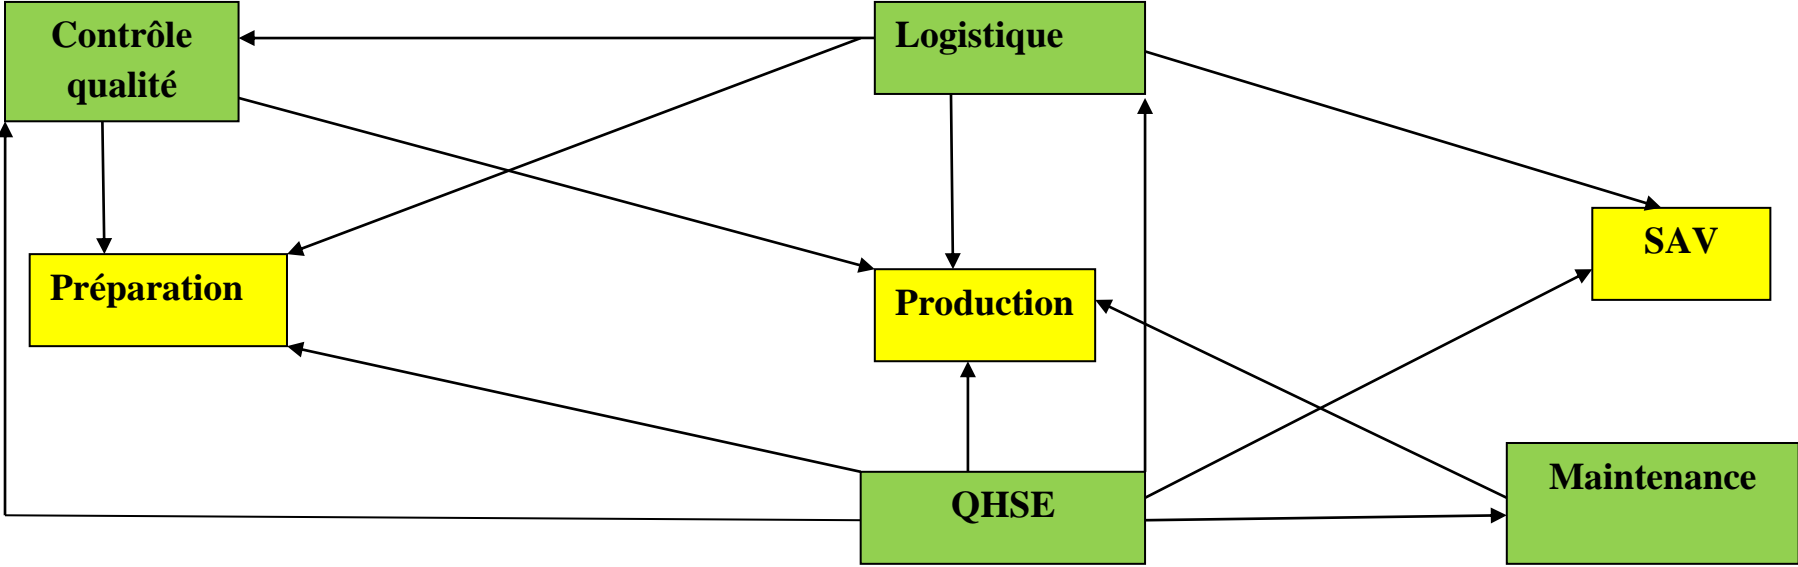 Contrôle
qualité
Logistique
SAV
Préparation
Production
Maintenance
QHSE